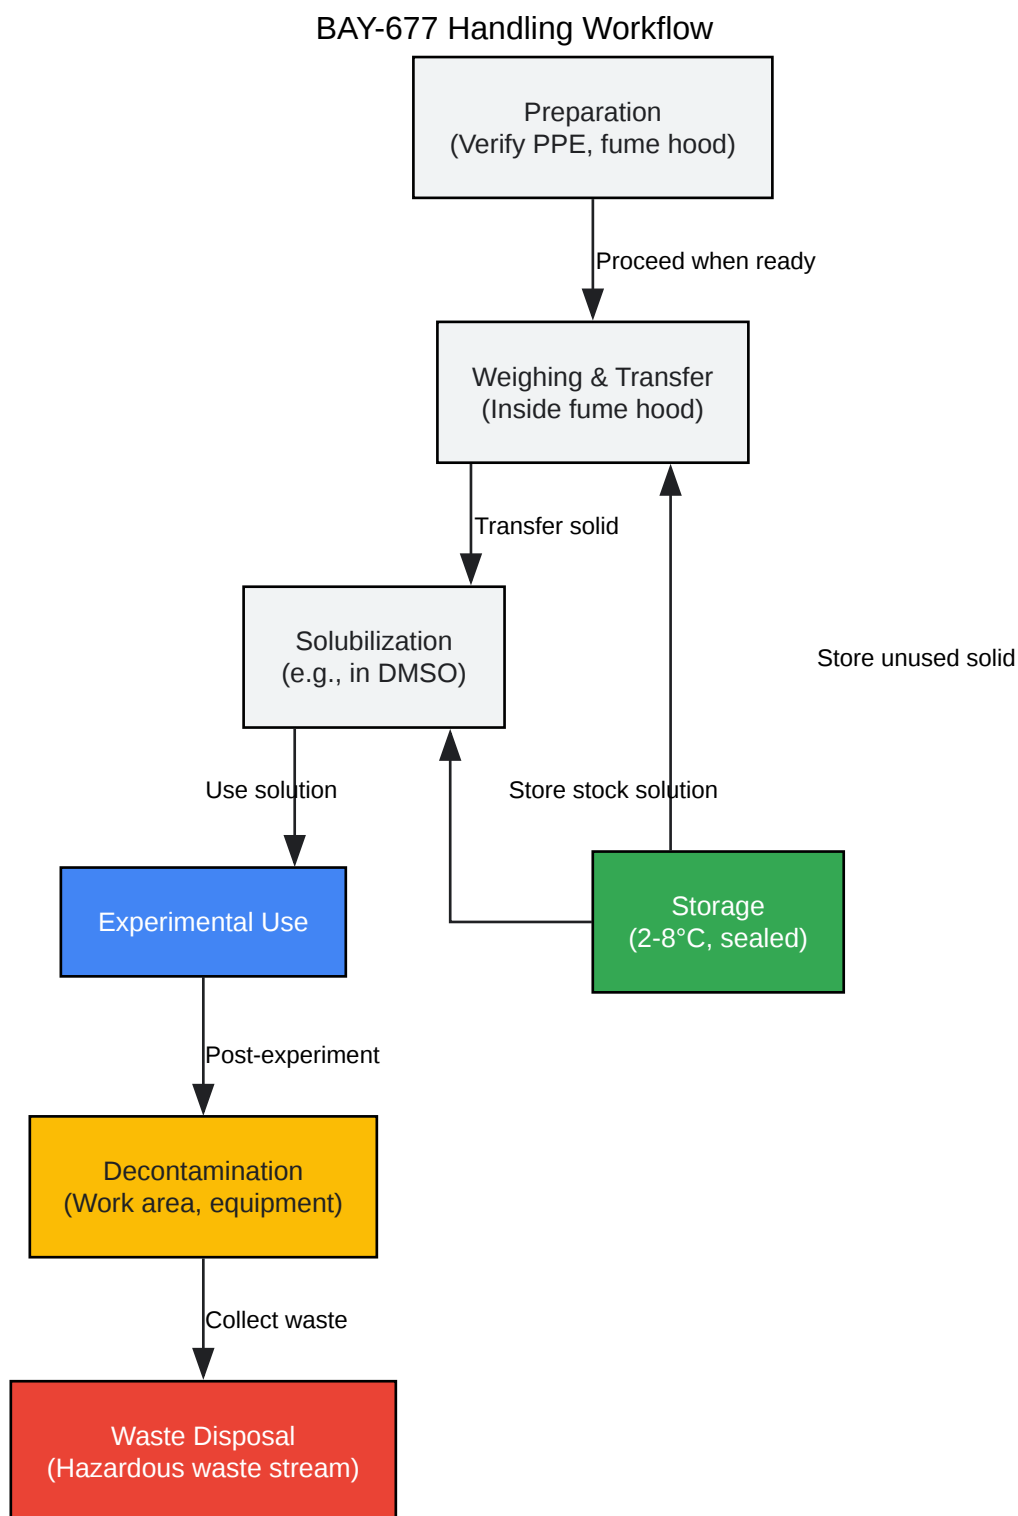 BAY-677 Handling Workflow
Preparation
(Verify PPE, fume hood)
Proceed when ready
Weighing & Transfer
(Inside fume hood)
Transfer solid
Solubilization
(e.g., in DMSO)
Store unused solid
Use solution
Store stock solution
Experimental Use
Storage
(2-8°C, sealed)
Post-experiment
Decontamination
(Work area, equipment)
Collect waste
Waste Disposal
(Hazardous waste stream)